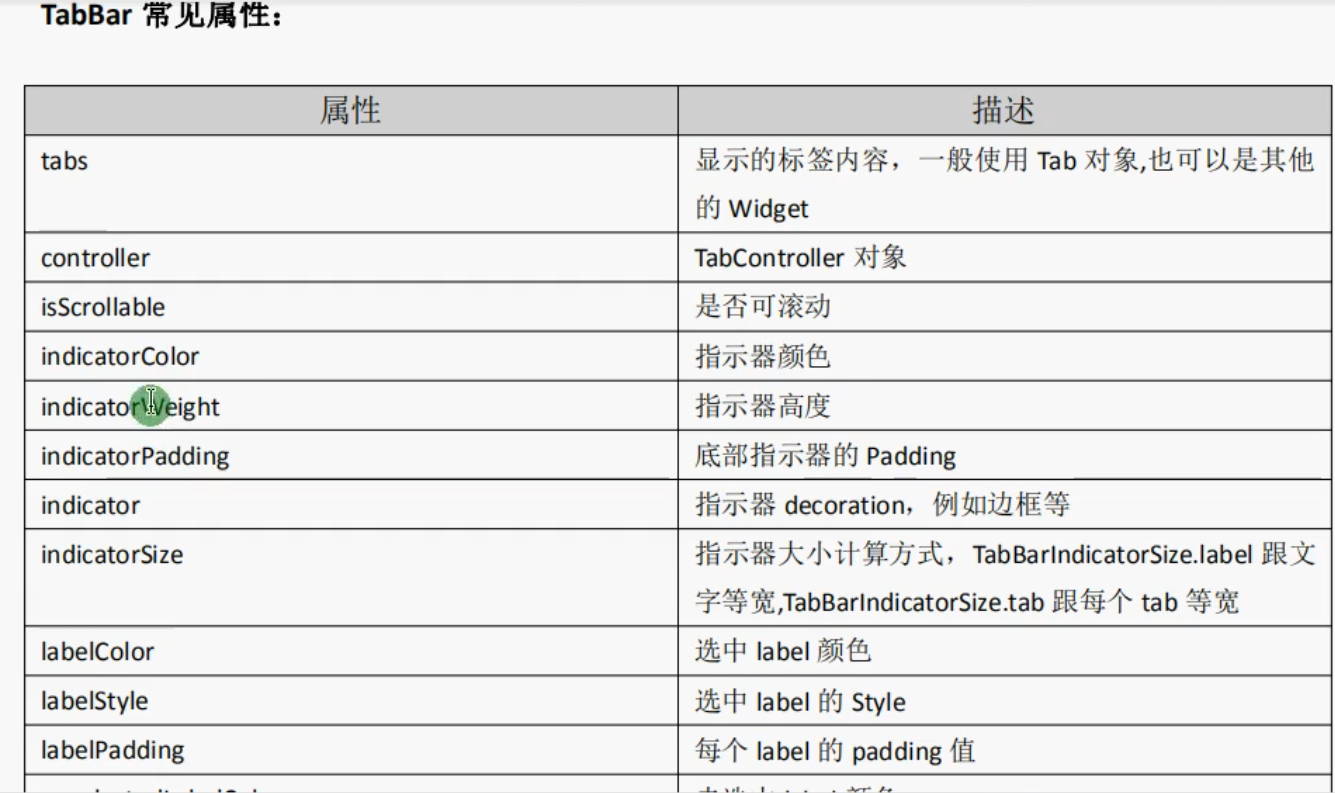 TabBar 常见属性：
属性 描述
tabs 显示的标签内容，一般使用 Tab 对象,也可以是其他
的 Widget
controller TabController 对象
isScrollable 是否可滚动
indicatorColor 指示器颜色
indicatorWeight 指示器高度
indicatorPadding 底部指示器的 Padding
indicator 指示器 decoration，例如边框等
indicatorSize 指示器大小计算方式，TabBarIndicatorSize.label 跟文
字等宽,TabBarIndicatorSize.tab 跟每个 tab 等宽
labelColor 选中 label 颜色
labelStyle 选中 label 的 Style
labelPadding 每个 label 的 padding 值